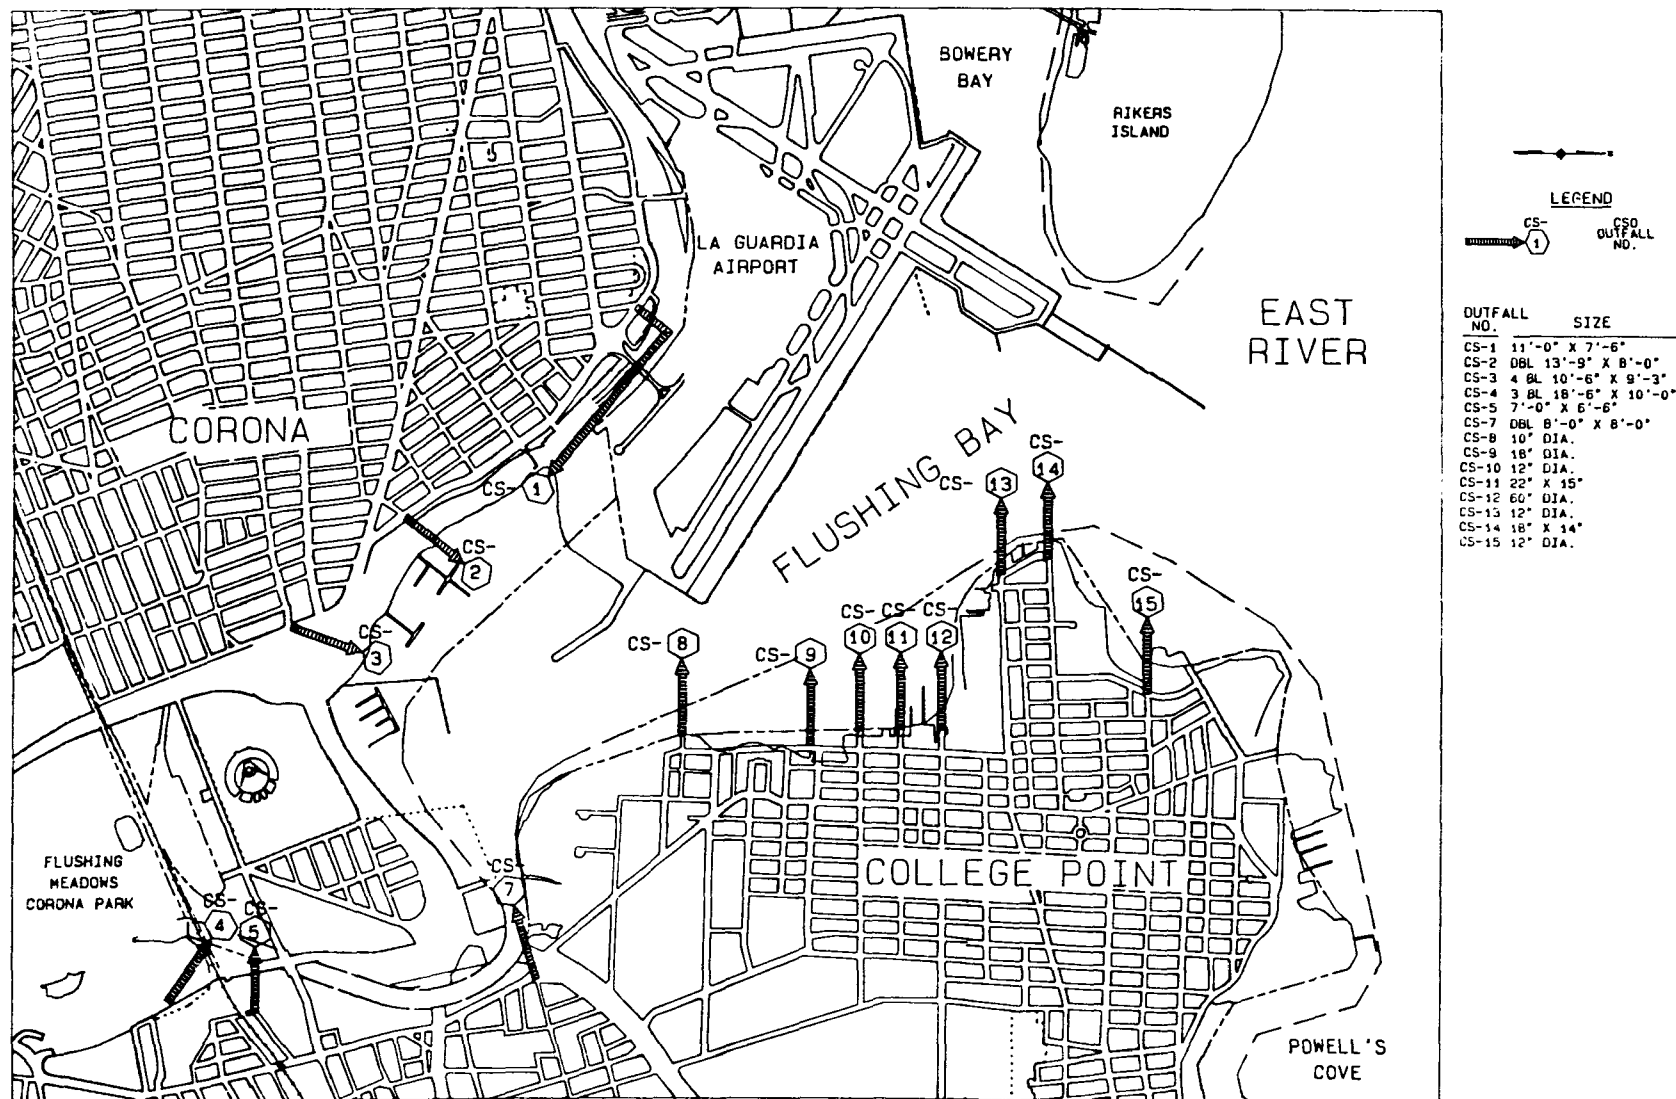 BOWERY
BAY
RIKERS
ISLAND
LA GUARDIA
AIRPORT
EAST
RIVER
CORONA
FLUSHING BAY
CS-
1
CS-
2
CS-
3
CS-
4
CS-
5
CS-
7
CS-
8
CS-
9
CS-
10
CS-
11
CS-
12
CS-
13
CS-
14
CS-
15
FLUSHING
MEADOWS
CORONA PARK
COLLEGE POINT
POWELL'S
COVE
LEGEND
CS-
1
CSO
OUTFALL
NO.
OUTFALL
NO. SIZE
CS-1 11'-0" X 7'-6"
CS-2 DBL 13'-9" X 8'-0"
CS-3 4 BL 10'-6" X 9'-3"
CS-4 3 BL 18'-6" X 10'-0"
CS-5 7'-0" X 6'-6"
CS-7 DBL 8'-0" X 8'-0"
CS-8 10" DIA.
CS-9 18" DIA.
CS-10 12" DIA.
CS-11 22" X 15"
CS-12 60" DIA.
CS-13 12" DIA.
CS-14 18" X 14"
CS-15 12" DIA.